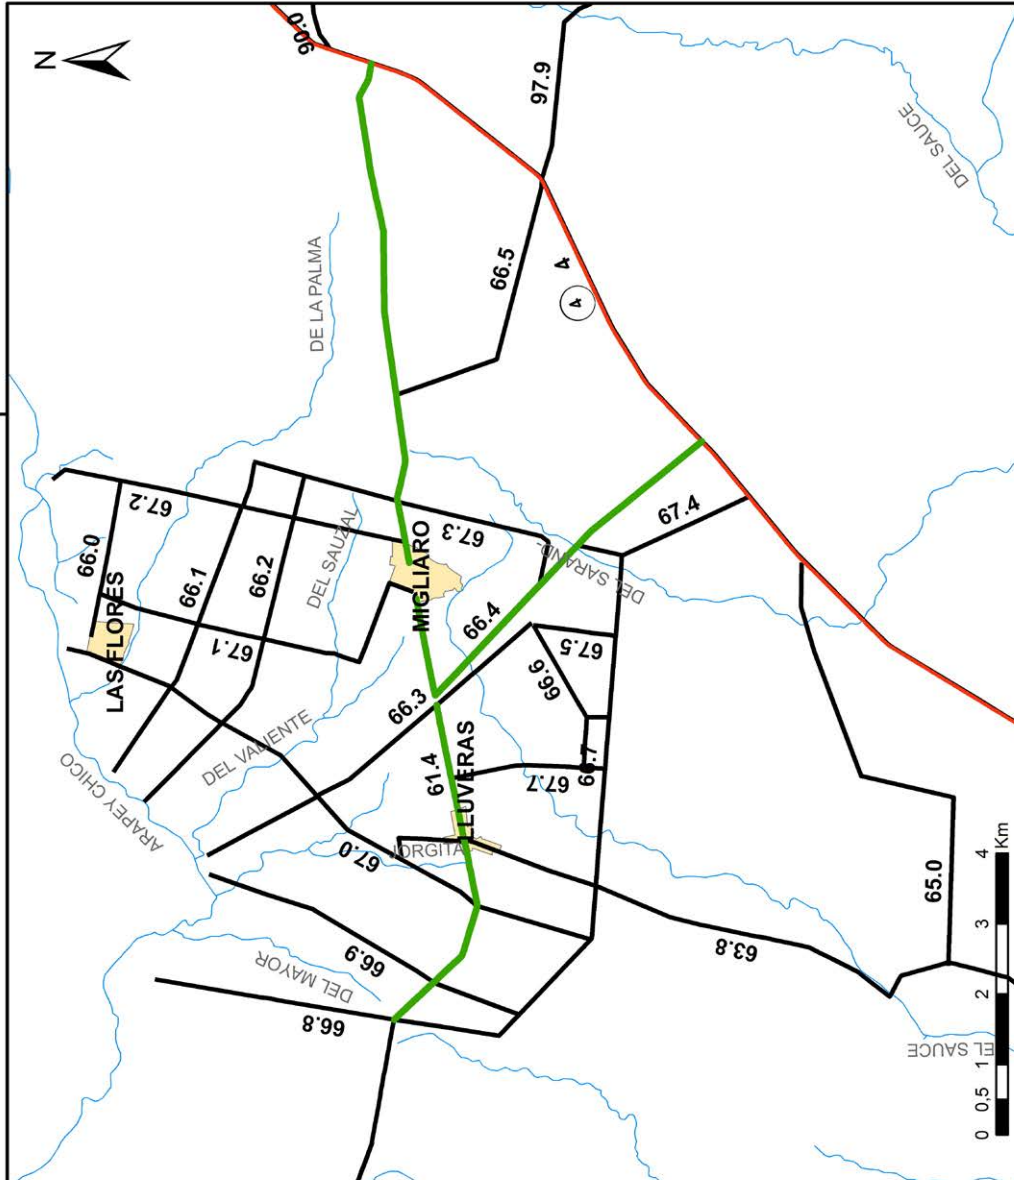 N
90.0
97.9
DEL SAUCE
DE LA PALMA
66.5
4
4
67.2
66.0
LAS FLORES
66.1
66.2
DEL SAUZAL
67.3
MIGLIARO
67.4
DEL SARAND-
66.4
67.1
67.5
66.6
66.3
ARAPEY CHICO
DEL VALIENTE
61.4
LLUVERAS
67.7
67.0
JORGITA
65.0
66.9
DEL MAYOR
63.8
66.8
EL SAUCE
0 0,5 1 2 3 4
Km